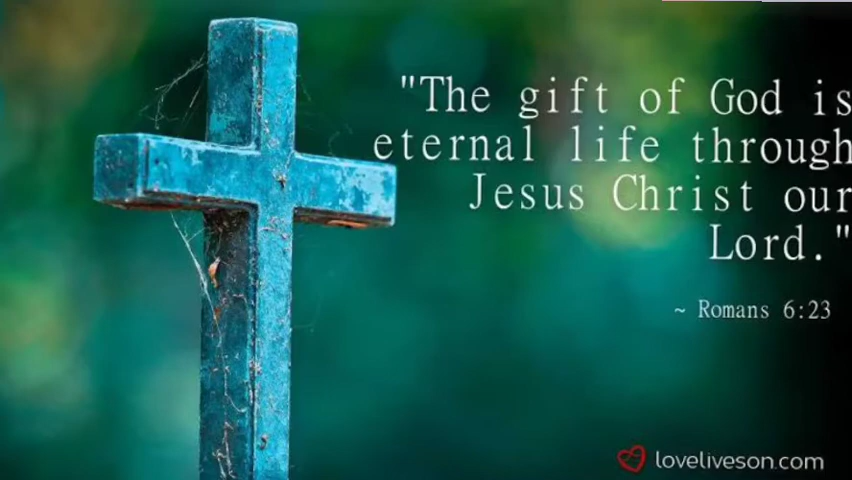 "The gift of God is
eternal life through
Jesus Christ our
Lord."
~ Romans 6:23
loveliveson.com